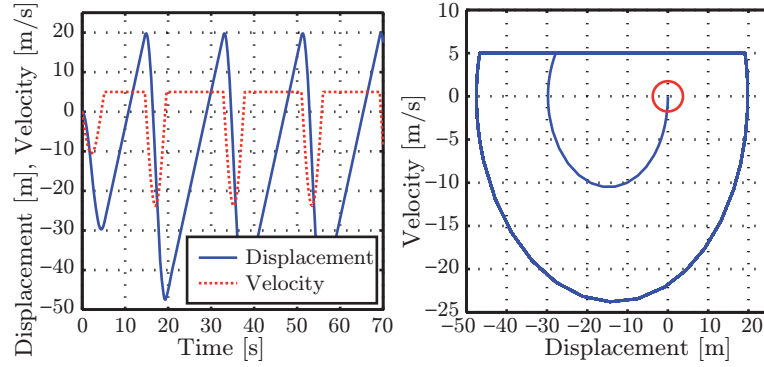 Displacement [m], Velocity [m/s]
20
10
0
−10
−20
−30
−40
−50
0 10 20 30 40 50 60 70
Time [s]
Displacement
Velocity
Velocity [m/s]
10
5
0
−5
−10
−15
−20
−25
−50 −40 −30 −20 −10 0 10 20
Displacement [m]